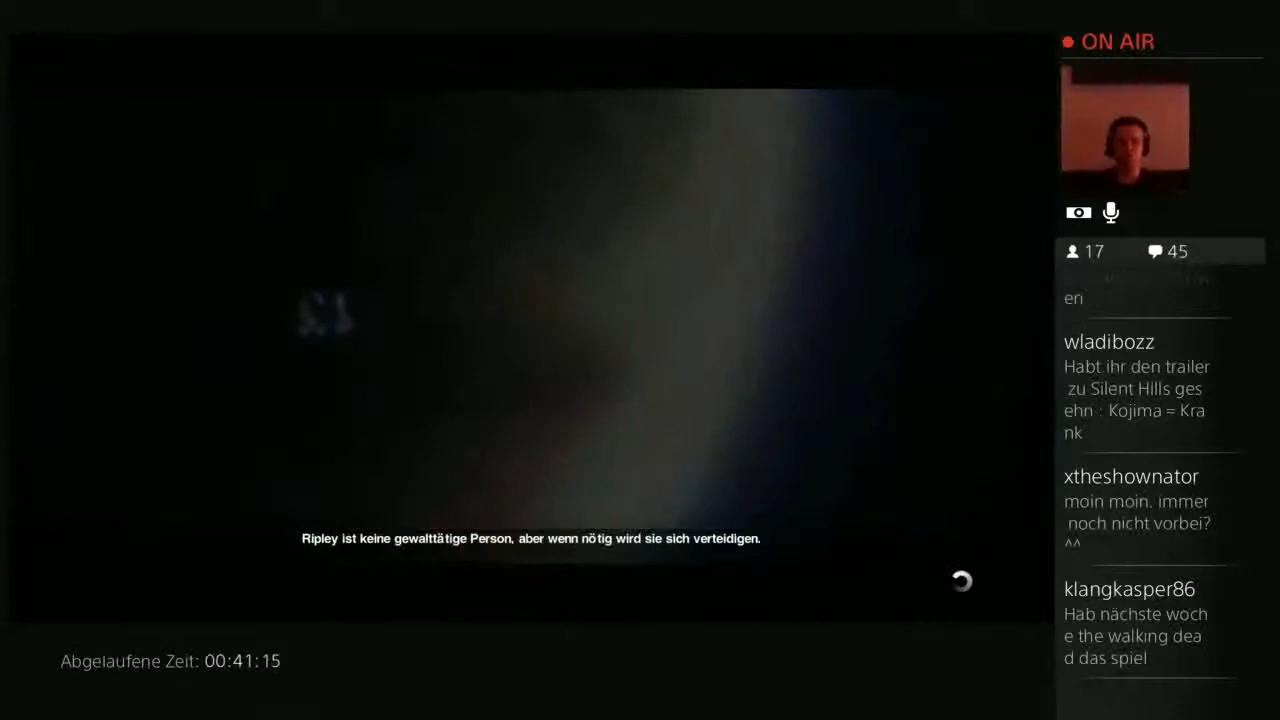 ON AIR
17 45
en
wladibozz
Habt ihr den trailer
zu Silent HIlls ges
ehn : Kojima = Kra
nk
xtheshownator
moin moin. immer
noch nicht vorbei?
^^
klangkasper86
Hab nächste woch
e the walking dea
d das spiel
Ripley ist keine gewalttätige Person, aber wenn nötig wird sie sich verteidigen.
Abgelaufene Zeit: 00:41:15